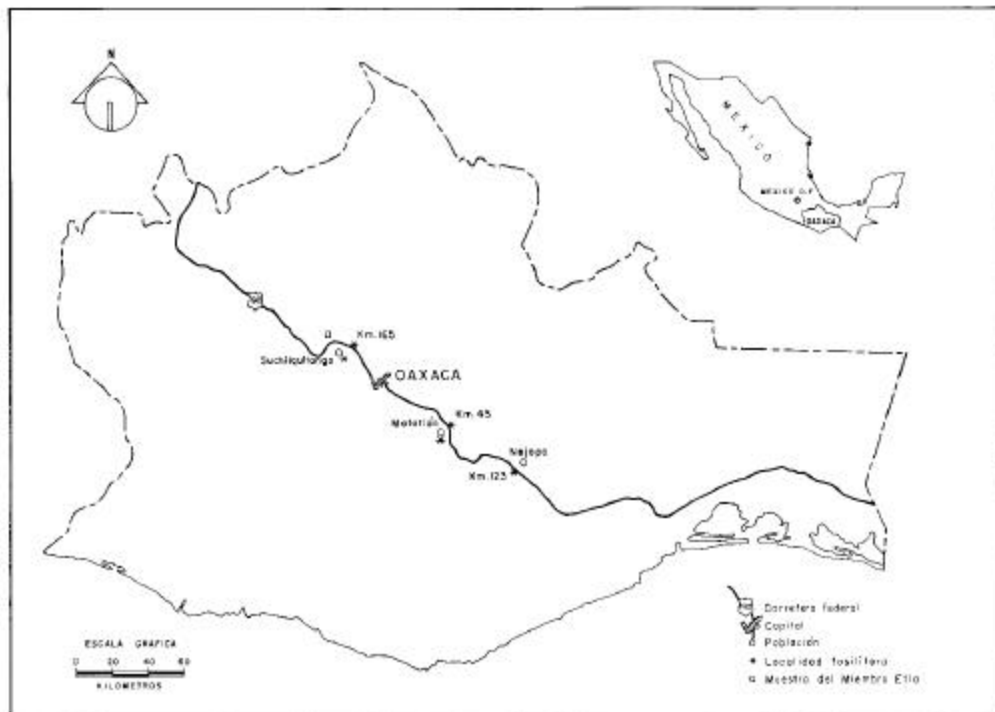 N
MEXICO
MEXICO D.F
OAXACA
Km. 165
Suchilquitongo
OAXACA
Km. 45
Matatlán
Nejapa
Km. 123
ESCALA GRAFICA
0 20 40 60
KILOMETROS
Carretera federal
Capital
Población
Localidad fosilífera
Muestra del Miembro Etla